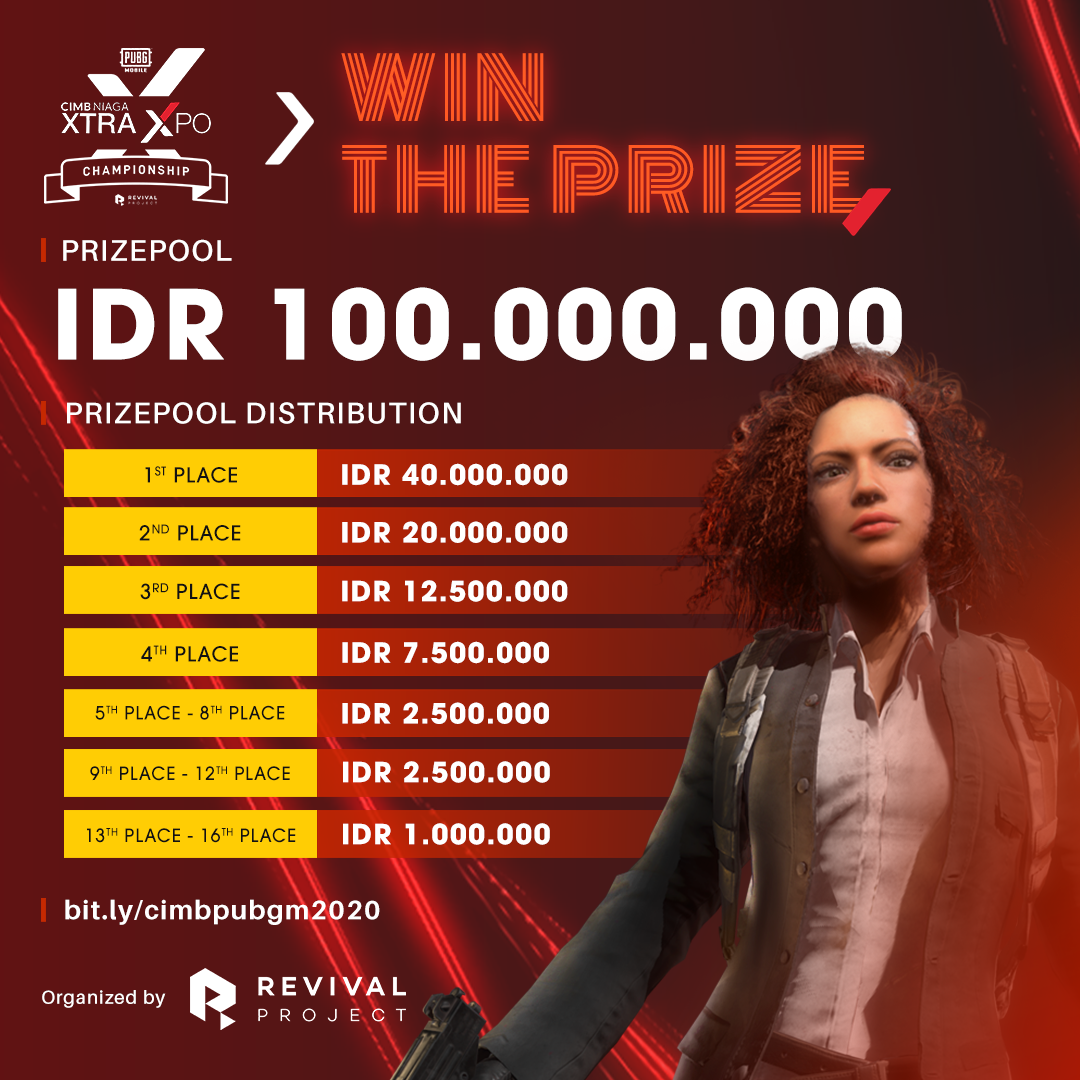 PUBG
MOBILE
CIMB NIAGA
XTRA XPO
CHAMPIONSHIP
REVIVAL
PROJECT
WIN
THE PRIZE
PRIZEPOOL
IDR 100.000.000
PRIZEPOOL DISTRIBUTION
1ST PLACE IDR 40.000.000
2ND PLACE IDR 20.000.000
3RD PLACE IDR 12.500.000
4TH PLACE IDR 7.500.000
5TH PLACE - 8TH PLACE IDR 2.500.000
9TH PLACE - 12TH PLACE IDR 2.500.000
13TH PLACE - 16TH PLACE IDR 1.000.000
bit.ly/cimbpubgm2020
Organized by REVIVAL
PROJECT